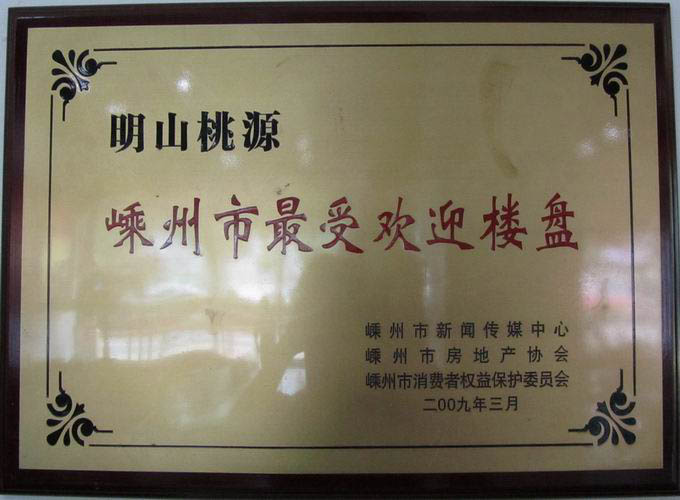 明山桃源
嵊州市最受欢迎楼盘
嵊州市新闻传媒中心
嵊州市房地产协会
嵊州市消费者权益保护委员会
二00九年三月